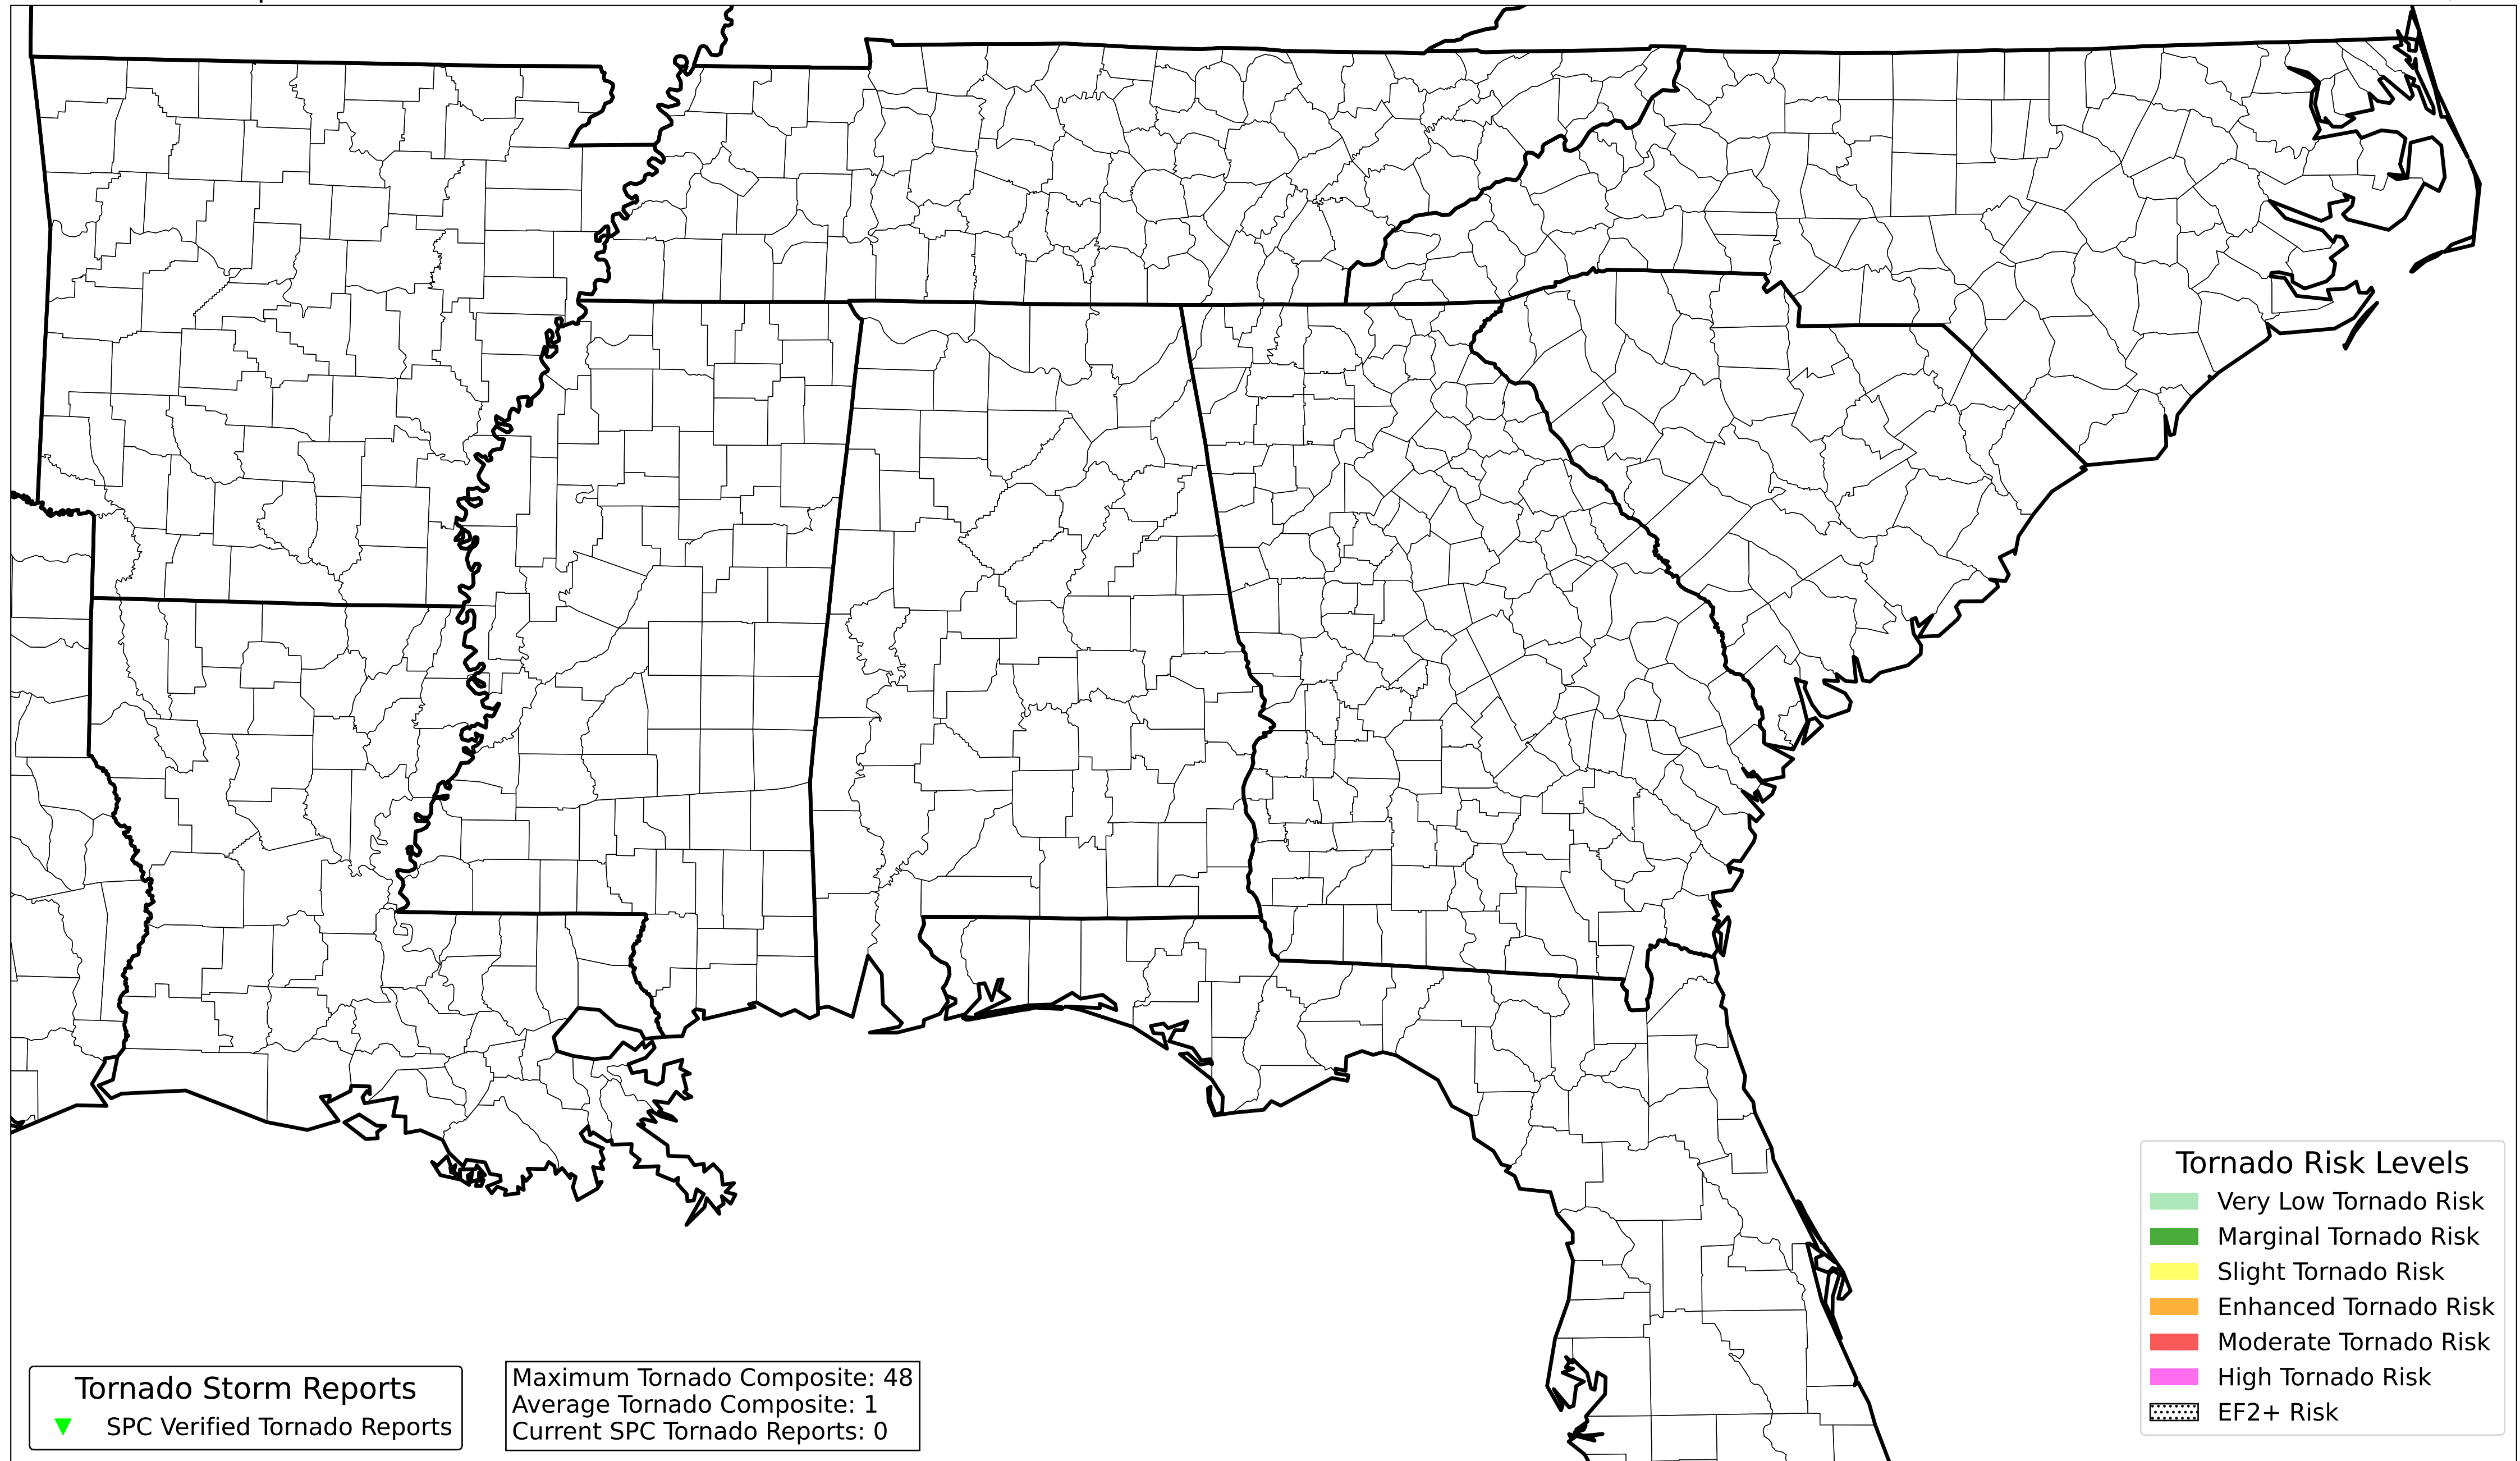 Tornado Storm Reports
SPC Verified Tornado Reports
Maximum Tornado Composite: 48
Average Tornado Composite: 1
Current SPC Tornado Reports: 0
Tornado Risk Levels
Very Low Tornado Risk
Marginal Tornado Risk
Slight Tornado Risk
Enhanced Tornado Risk
Moderate Tornado Risk
High Tornado Risk
EF2+ Risk